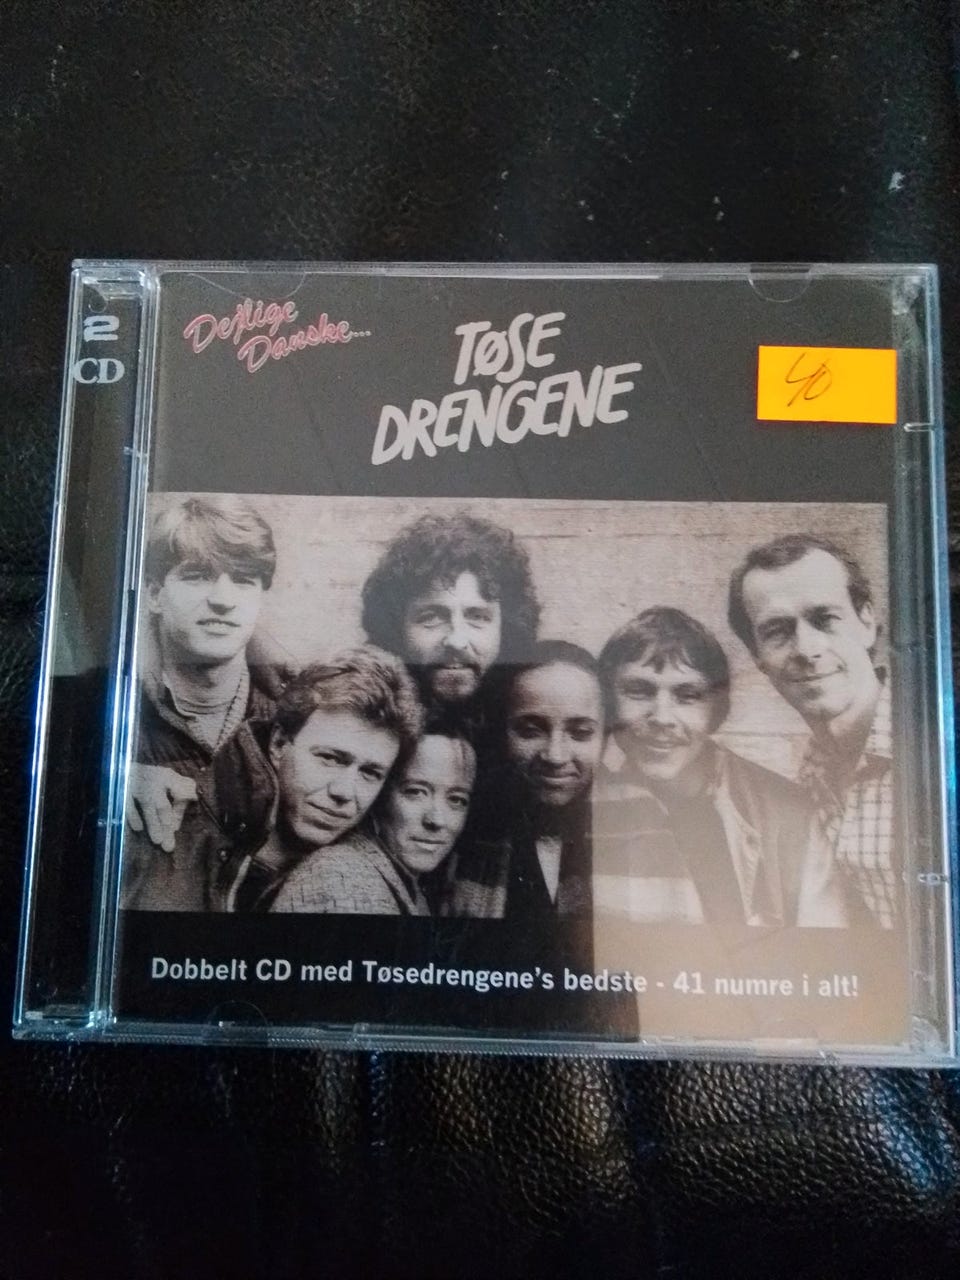 2
CD
Dejlige
Danske...
TØSE
DRENGENE
40
Dobbelt CD med Tøsedrengene's bedste - 41 numre i alt!